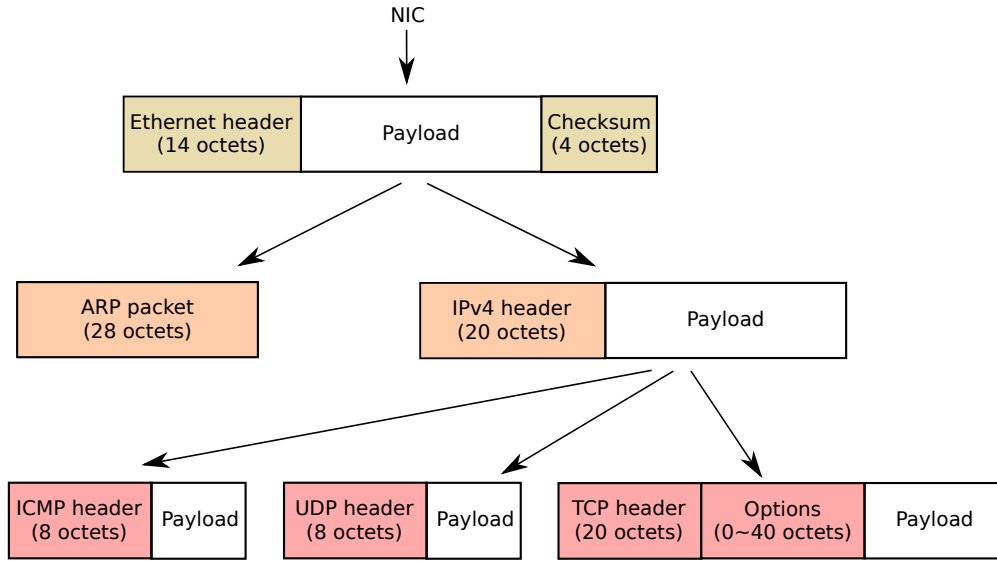 NIC
Ethernet header
(14 octets)
Payload
Checksum
(4 octets)
ARP packet
(28 octets)
IPv4 header
(20 octets)
Payload
ICMP header
(8 octets)
Payload
UDP header
(8 octets)
Payload
TCP header
(20 octets)
Options
(0~40 octets)
Payload